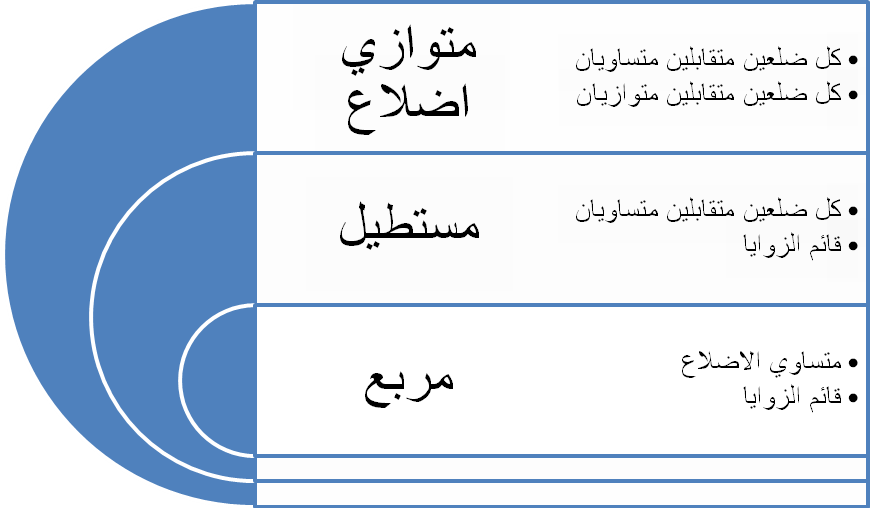 متوازي
اضلاع
• كل ضلعين متقابلين متساويان
• كل ضلعين متقابلين متوازيان
مستطيل
• كل ضلعين متقابلين متساويان
• قائم الزوايا
مربع
• متساوي الاضلاع
• قائم الزوايا